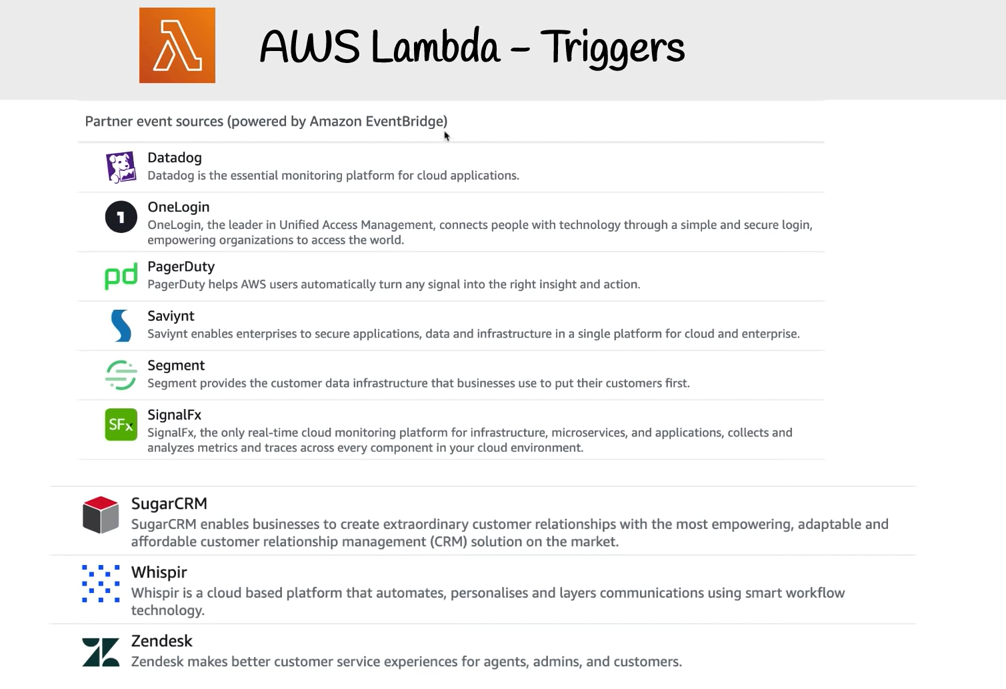 AWS Lambda - Triggers
Partner event sources (powered by Amazon EventBridge)
Datadog
Datadog is the essential monitoring platform for cloud applications.
1
OneLogin
OneLogin, the leader in Unified Access Management, connects people with technology through a simple and secure login,
empowering organizations to access the world.
pd
PagerDuty
PagerDuty helps AWS users automatically turn any signal into the right insight and action.
Saviynt
Saviynt enables enterprises to secure applications, data and infrastructure in a single platform for cloud and enterprise.
Segment
Segment provides the customer data infrastructure that businesses use to put their customers first.
SFx
SignalFx
SignalFx, the only real-time cloud monitoring platform for infrastructure, microservices, and applications, collects and
analyzes metrics and traces across every component in your cloud environment.
SugarCRM
SugarCRM enables businesses to create extraordinary customer relationships with the most empowering, adaptable and
affordable customer relationship management (CRM) solution on the market.
Whispir
Whispir is a cloud based platform that automates, personalises and layers communications using smart workflow
technology.
Zendesk
Zendesk makes better customer service experiences for agents, admins, and customers.